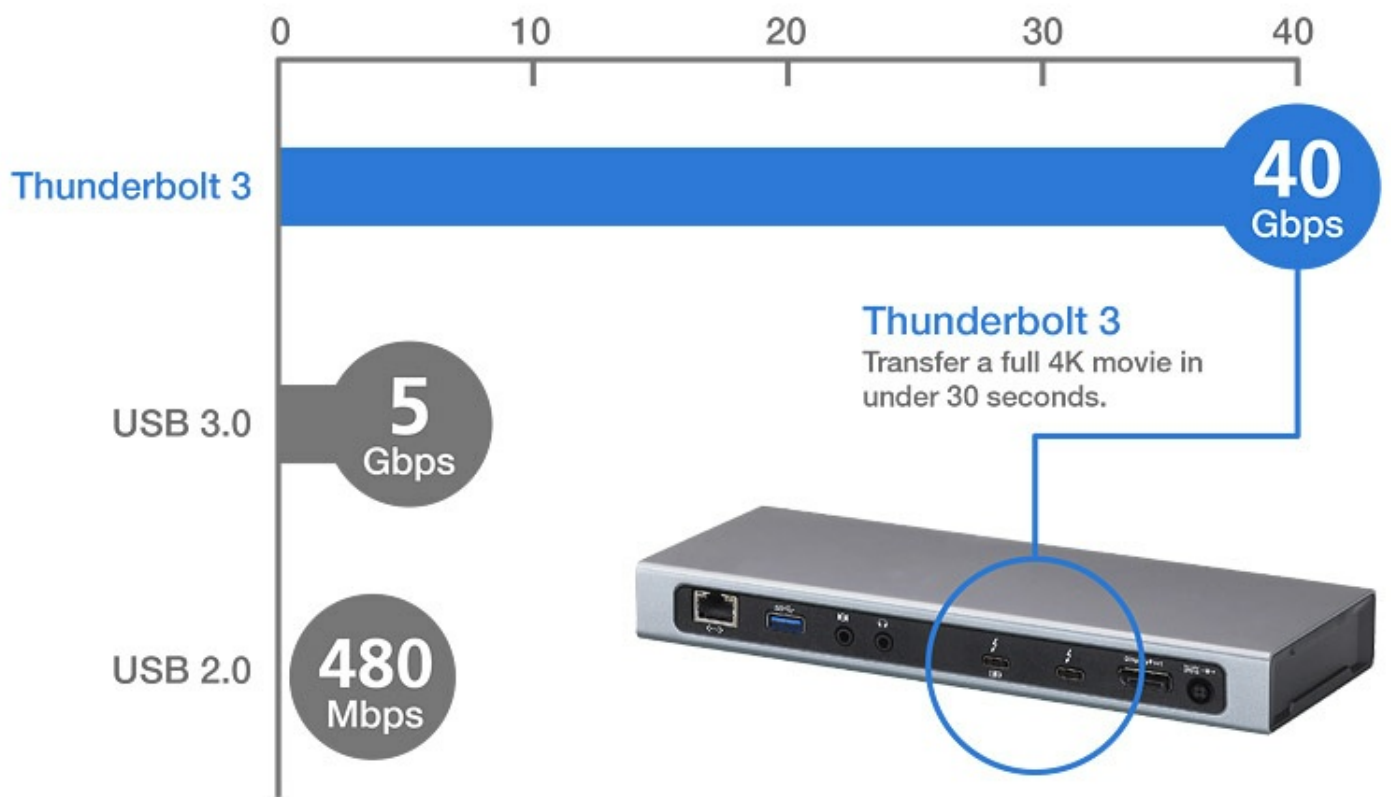 0 10 20 30 40
Thunderbolt 3
40
Gbps
Thunderbolt 3
Transfer a full 4K movie in
under 30 seconds.
USB 3.0
5
Gbps
USB 2.0
480
Mbps
DisplayPort